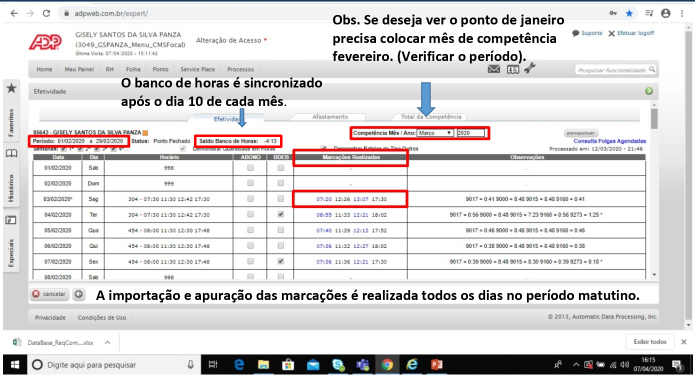 adpweb.com.br/expert/
Obs. Se deseja ver o ponto de janeiro
precisa colocar mês de competência
fevereiro. (Verificar o período).
ADP
GISELY SANTOS DA SILVA PANZA
(3049_GSPANZA_Menu_CMSFocal)
Última visita: 07/04/2020 - 15:11:42
Alteração de Acesso *
Suporte X Efetuar logoff
Home Meu Painel RH Folha Ponto Service Place Processos
Pesquisar funcionalidade
Efetividade
O banco de horas é sincronizado
após o dia 10 de cada mês.
Efetividade Afastamento Total da Competência
85643 - GISELY SANTOS DA SILVA PANZA
Competência Mês / Ano: Março 2020
Período: 01/02/2020 a 29/02/2020 Status: Ponto Fechado Saldo Banco de Horas: -4:13
Consulta Folgas Agendadas
Processado em: 12/03/2020 - 21:46
Data Dia Horário ABONO BDEB Marcações Realizadas Observações
01/02/2020 Sab 998 - -
02/02/2020 Dom 999 - -
03/02/2020* Seg 304 - 07:30 11:30 12:42 17:30 07:20 12:26 13:07 17:30 9017 = 0:41 9000 = 8:48 9015 = 8:48 9160 = 0:41
04/02/2020 Ter 304 - 07:30 11:30 12:42 17:30 08:55 11:33 12:21 18:02 9017 = 0:56 9000 = 8:48 9015 = 7:23 9160 = 0:56 9273 = 1:25 *
05/02/2020 Qua 454 - 08:00 11:30 12:30 17:48 07:40 11:39 12:13 17:52 9017 = 0:46 9000 = 8:48 9015 = 8:48 9160 = 0:46
06/02/2020 Qui 454 - 08:00 11:30 12:30 17:48 07:36 11:32 12:27 18:02 9017 = 0:38 9000 = 8:48 9015 = 8:48 9160 = 0:38
07/02/2020 Sex 454 - 08:00 11:30 12:30 17:48 07:36 11:36 12:21 17:30 9017 = 0:39 9000 = 8:48 9015 = 8:30 9160 = 0:39 9273 = 0:18 *
08/02/2020 Sab 998
cancelar
A importação e apuração das marcações é realizada todos os dias no período matutino.
Favoritos
Histórico
Especiais
Privacidade Condições de Uso
© 2013, Automatic Data Processing, Inc.
DataBase_ReqCom....xlsx
Exibir todos
Digite aqui para pesquisar
16:15
07/04/2020